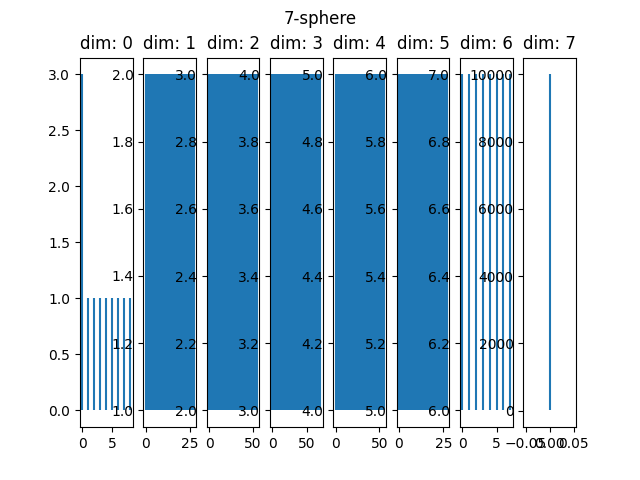 7-sphere
dim: 0 dim: 1 dim: 2 dim: 3 dim: 4 dim: 5 dim: 6 dim: 7
3.0 2.0 3.0 4.0 5.0 6.0 7.0 10000
2.5 1.8 2.8 3.8 4.8 5.8 6.8 8000
2.0 1.6 2.6 3.6 4.6 5.6 6.6 6000
1.5 1.4 2.4 3.4 4.4 5.4 6.4 4000
1.0 1.2 2.2 3.2 4.2 5.2 6.2 2000
0.5 1.0 2.0 3.0 4.0 5.0 6.0 0
0.0
0 5 0 25 0 50 0 50 0 50 0 25 0 5 −0.05 0.00 0.05